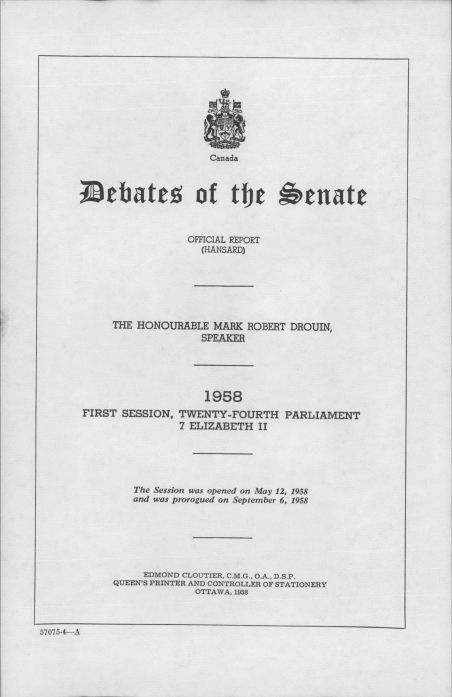 Canada
Debates of the Senate
OFFICIAL REPORT
(HANSARD)
THE HONOURABLE MARK ROBERT DROUIN,
SPEAKER
1958
FIRST SESSION, TWENTY-FOURTH PARLIAMENT
7 ELIZABETH II
The Session was opened on May 12, 1958
and was prorogued on September 6, 1958
EDMOND CLOUTIER, C.M.G., O.A., D.S.P.
QUEEN'S PRINTER AND CONTROLLER OF STATIONERY
OTTAWA, 1958
57075-4—A